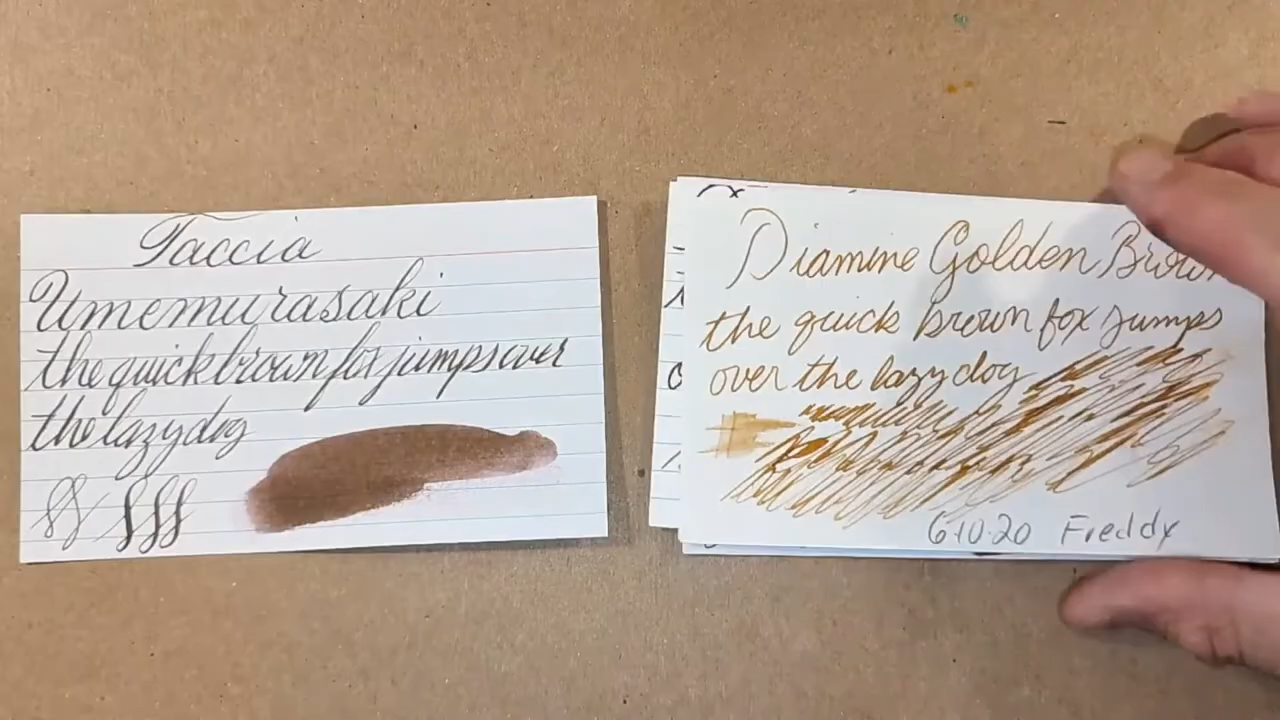 Taccia
Umemurasaki
the quick brown fox jumps over
the lazy dog
Diamine Golden Brown
the quick brown fox jumps
over the lazy dog
6·10·20 Freddy